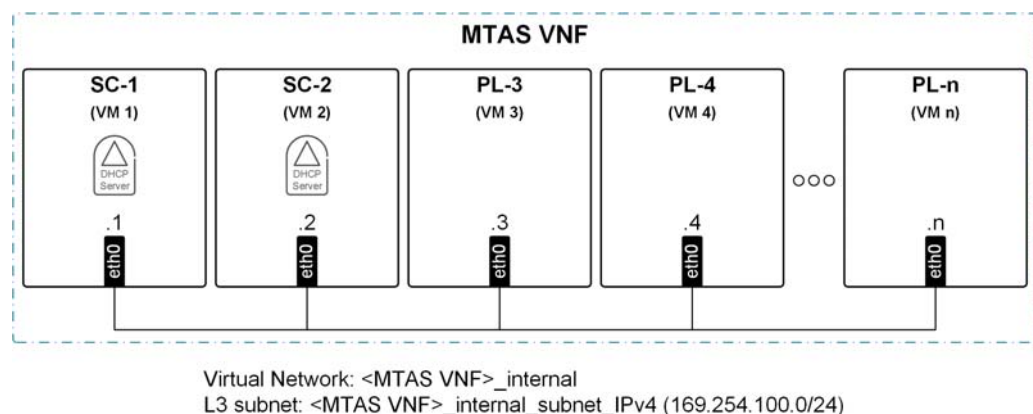 MTAS VNF
SC-1
(VM 1)
DHCP
Server
.1
eth0
SC-2
(VM 2)
DHCP
Server
.2
eth0
PL-3
(VM 3)
.3
eth0
PL-4
(VM 4)
.4
eth0
PL-n
(VM n)
.n
eth0
Virtual Network: <MTAS VNF>_internal
L3 subnet: <MTAS VNF>_internal_subnet_IPv4 (169.254.100.0/24)